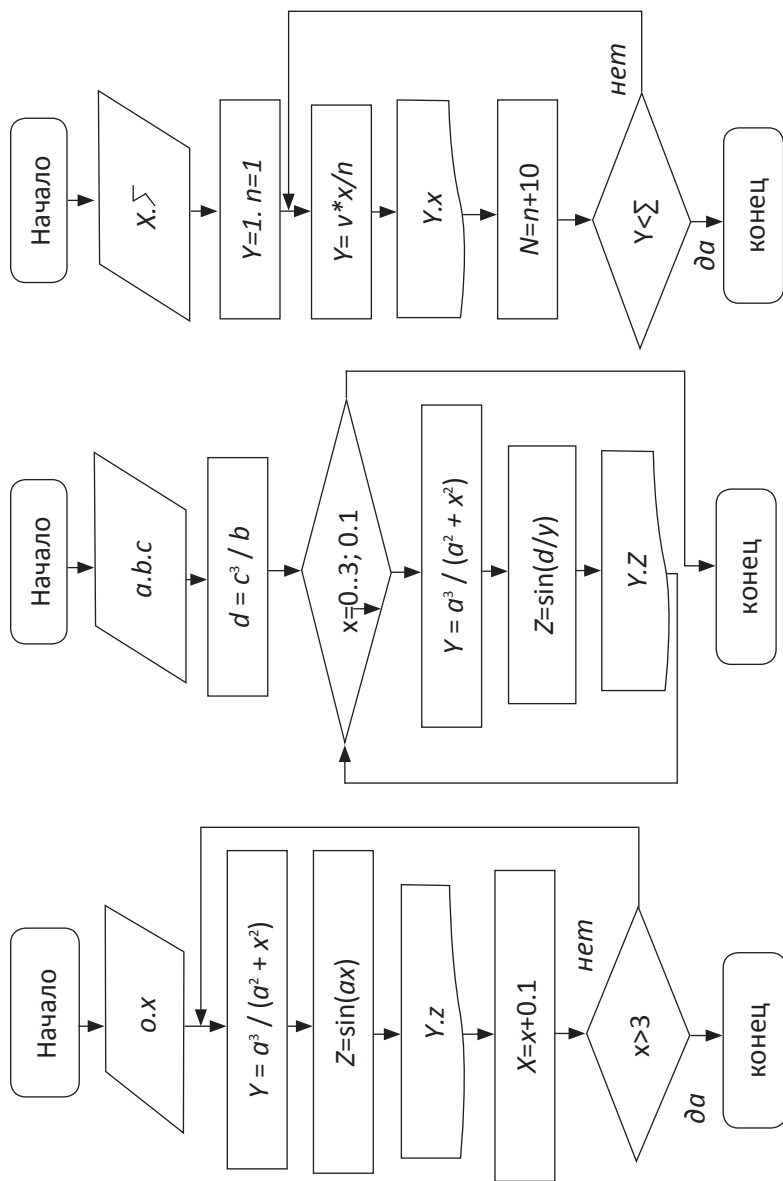 Начало
o.x
Y = a³ / (a² + x²)
Z=sin(ax)
Y.z
X=x+0.1
нет
x>3
да
конец
Начало
a.b.c
d = c³ / b
x=0..3; 0.1
Y = a³ / (a² + x²)
Z=sin(d/y)
Y.Z
конец
Начало
X.
Y=1. n=1
Y= v*x/n
Y.x
N=n+10
нет
Y<Σ
да
конец